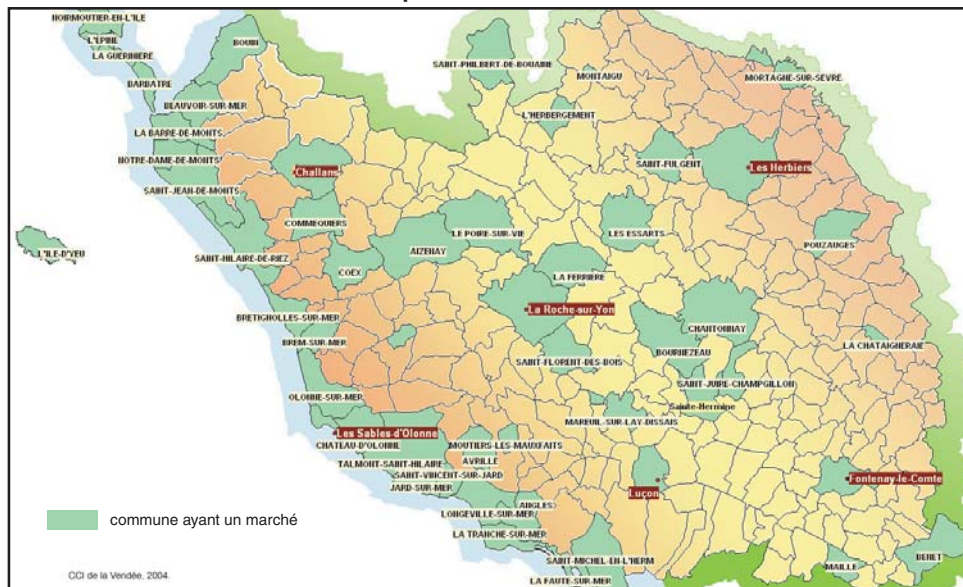 NOIRMOUTIER-EN-L'ILE
L'EPINE
LA GUERINIERE
BARBATRE
BOUIN
BEAUVOIR-SUR-MER
LA BARRE-DE-MONTS
NOTRE-DAME-DE-MONTS
SAINT-JEAN-DE-MONTS
Challans
COMMEQUIERS
SAINT-PHILBERT-DE-BOUAINE
MONTAIGU
MORTAGNE-SUR-SEVRE
L'HERBERGEMENT
SAINT-FULGENT
Les Herbiers
LE POIRE-SUR-VIE
LES ESSARTS
POUZAUGES
L'ILE-D'YEU
SAINT-HILAIRE-DE-RIEZ
COEX
AIZENAY
LA FERRIERE
La Roche-sur-Yon
BRETIGNOLLES-SUR-MER
BREM-SUR-MER
CHANTONNAY
BOURNEZEAU
LA CHATAIGNERAIE
SAINT-FLORENT-DES-BOIS
SAINT-JUIRE-CHAMPGILLON
Sainte-Hermine
OLONNE-SUR-MER
MAREUIL-SUR-LAY-DISSAIS
Les Sables-d'Olonne
CHATEAU-D'OLONNE
MOUTIERS-LES-MAUXFAITS
AVRILLE
TALMONT-SAINT-HILAIRE
SAINT-VINCENT-SUR-JARD
JARD-SUR-MER
Luçon
Fontenay-le-Comte
ANGLES
LONGEVILLE-SUR-MER
LA TRANCHE-SUR-MER
SAINT-MICHEL-EN-L'HERM
LA FAUTE-SUR-MER
MAILLE
BENET
commune ayant un marché
CCI de la Vendée, 2004.